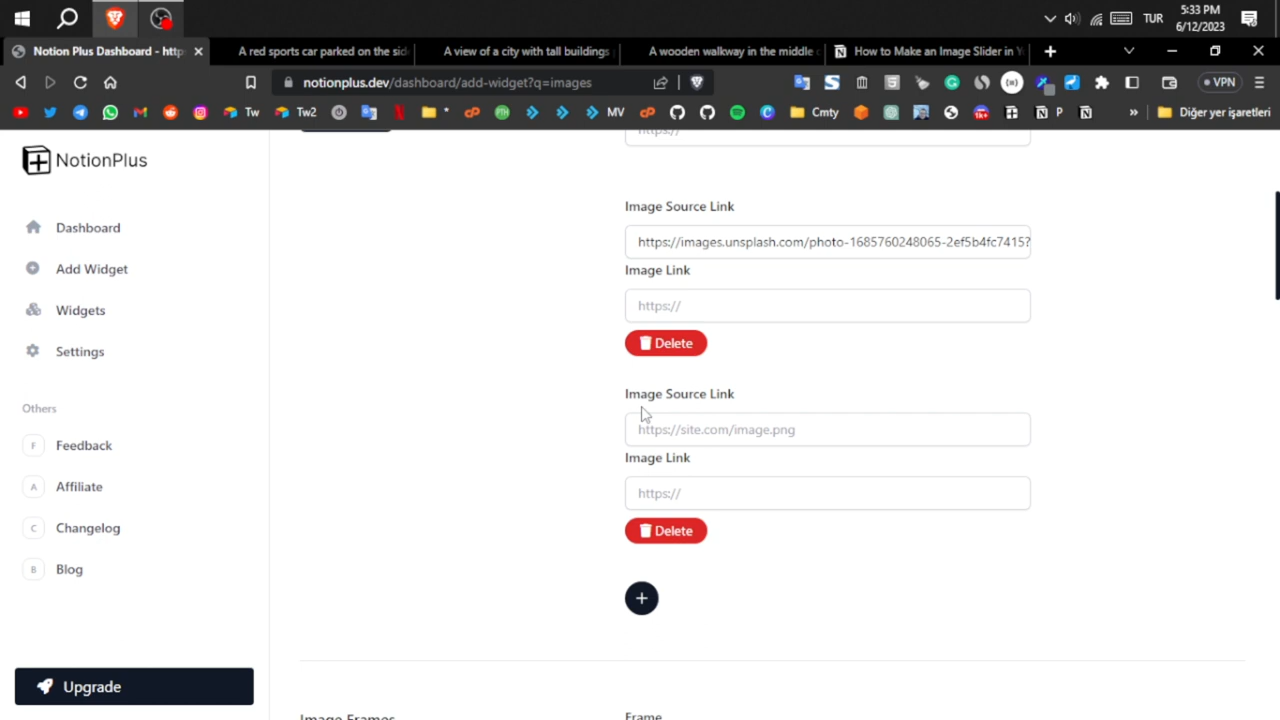 5:33 PM
TUR
6/12/2023
Notion Plus Dashboard - http
A red sports car parked on the side
A view of a city with tall buildings
A wooden walkway in the middle o
How to Make an Image Slider in
notionplus.dev/dashboard/add-widget?q=images
VPN
Tw
Tw2
MV
Cmty
P
Diğer yer işaretleri
NotionPlus
https://
Dashboard
Add Widget
Widgets
Settings
Others
F Feedback
A Affiliate
C Changelog
B Blog
Upgrade
Image Source Link
https://images.unsplash.com/photo-1685760248065-2ef5b4fc7415?
Image Link
https://
Delete
Image Source Link
https://site.com/image.png
Image Link
https://
Delete
Image Frames
Frame